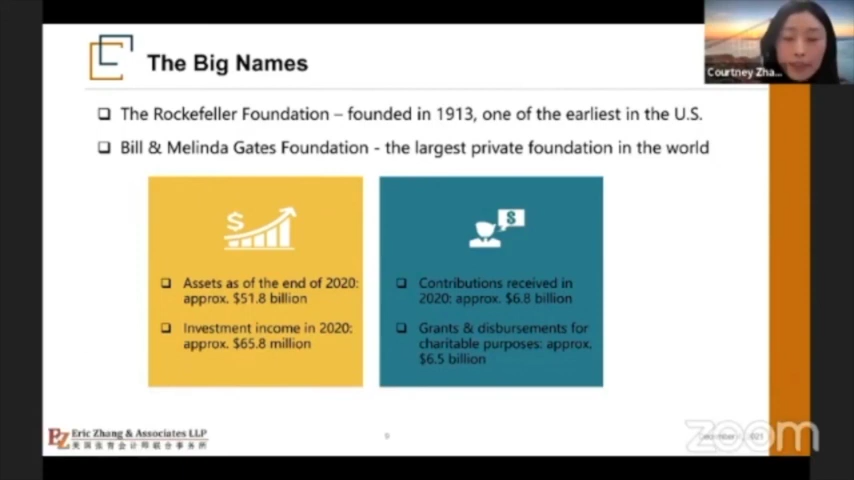 The Big Names
Courtney Zha...
❑ The Rockefeller Foundation – founded in 1913, one of the earliest in the U.S.
❑ Bill & Melinda Gates Foundation - the largest private foundation in the world
❑ Assets as of the end of 2020:
approx. $51.8 billion
❑ Investment income in 2020:
approx. $65.8 million
❑ Contributions received in
2020: approx. $6.8 billion
❑ Grants & disbursements for
charitable purposes: approx.
$6.5 billion
PZ Eric Zhang & Associates LLP
9
zoom